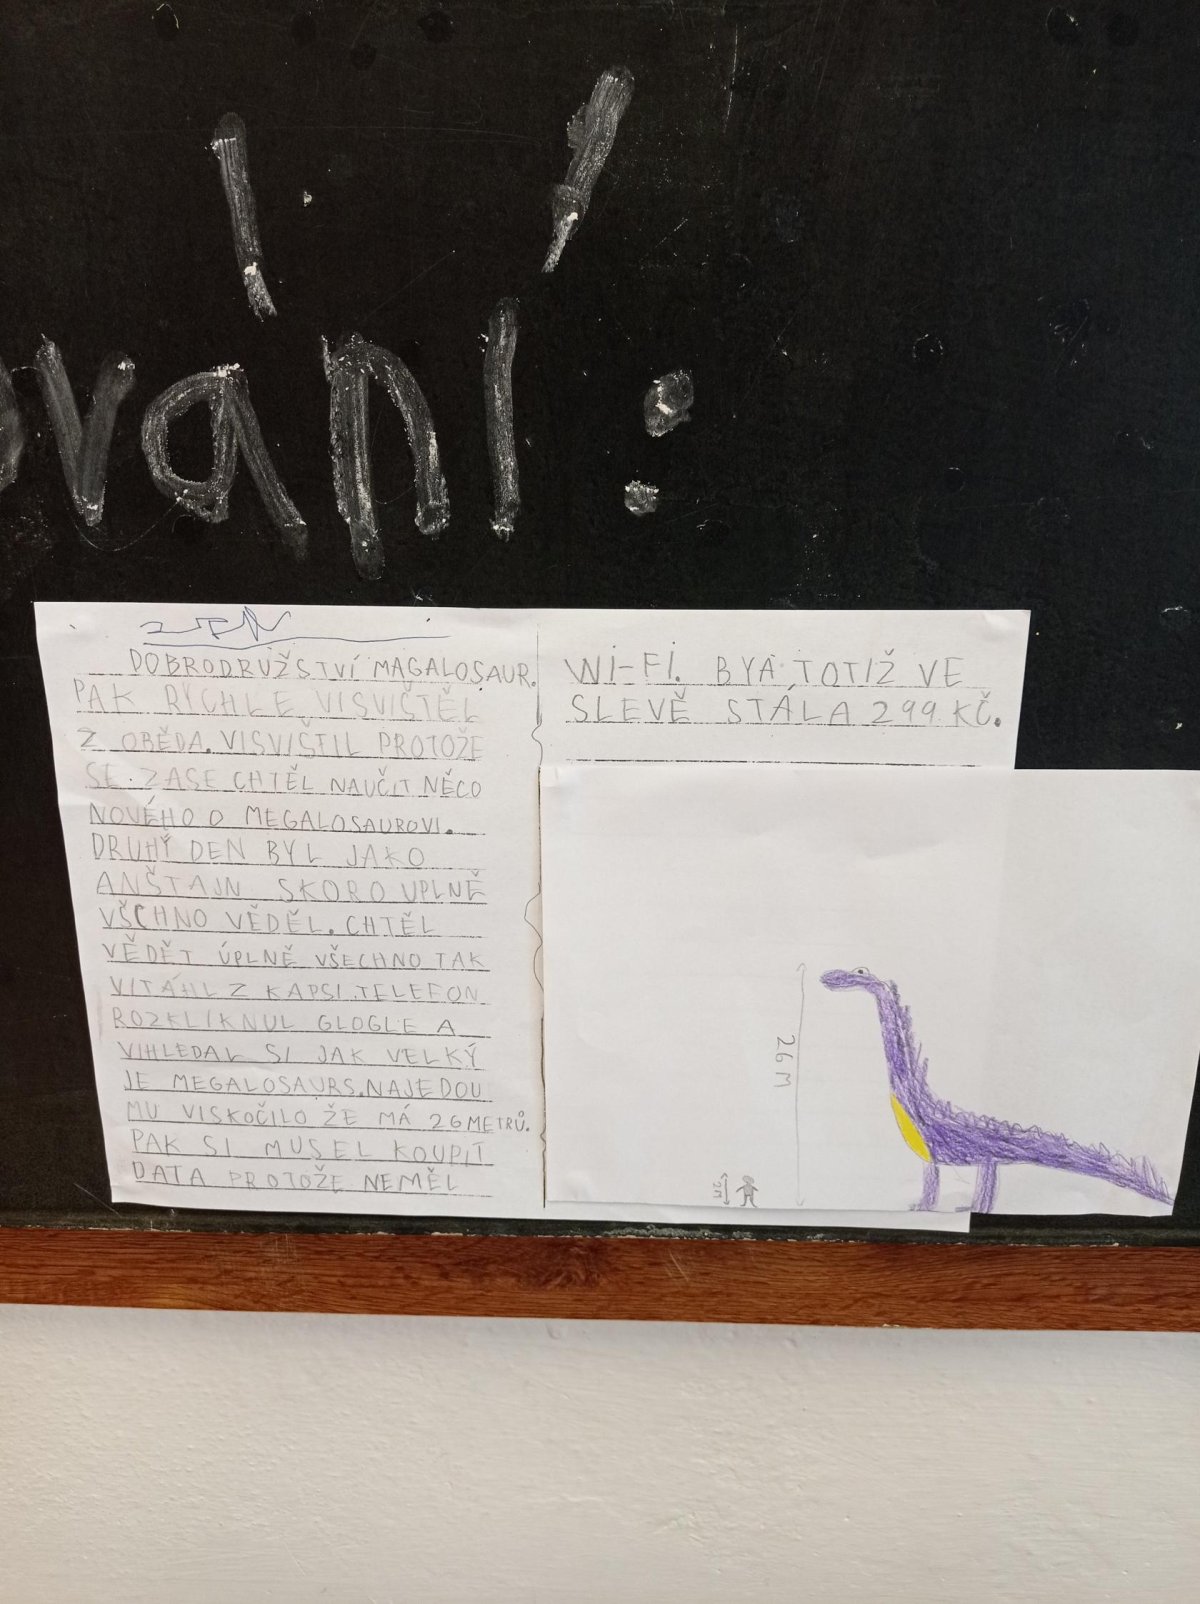 ování:
DOBRODRUŽSTVÍ MAGALOSAUR.
PAK RYCHLE VISVIŠTĚL
Z OBĚDA. VISVIŠTIL PROTOŽE
SE ZASE CHTĚL NAUČIT NĚCO
NOVÉHO O MEGALOSAUROVI.
DRUHÝ DEN BYL JAKO
ANŠTAJN SKORO UPLNĚ
VŠCHNO VĚDĚL. CHTĚL
VĚDĚT ÚPLNĚ VŠECHNO TAK
VITÁHL Z KAPSI TELEFON
ROZKLIKNUL GLOGLE A
VIHLEDAL SI JAK VELKÝ
JE MEGALOSAURS. NAJEDOU
MU VISKOČILO ŽE MÁ 26 METRŮ.
PAK SI MUSEL KOUPIT
DATA PROTOŽE NEMĚL
WI-FI. BYA TOTIŽ VE
SLEVĚ STÁLA 299 KČ.
26 M
2M